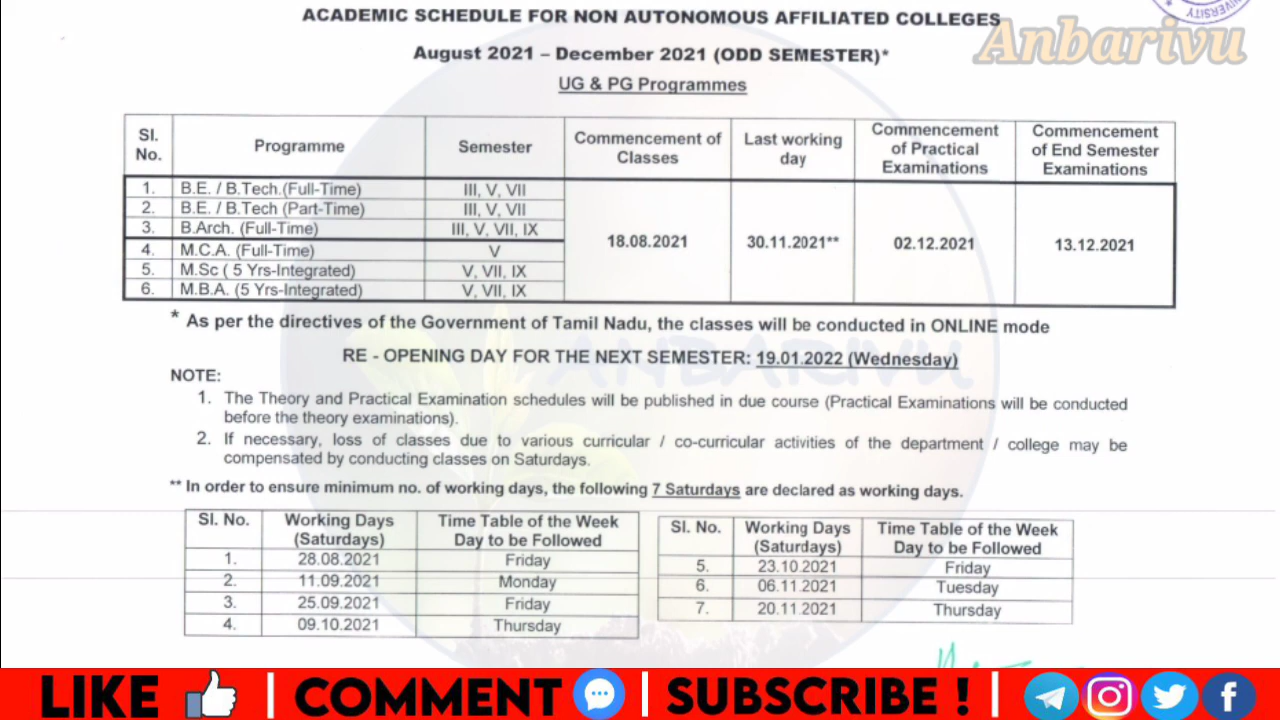 ACADEMIC SCHEDULE FOR NON AUTONOMOUS AFFILIATED COLLEGES
Anbarivu
August 2021 – December 2021 (ODD SEMESTER)*
UG & PG Programmes
Sl. No. Programme Semester Commencement of Classes Last working day Commencement of Practical Examinations Commencement of End Semester Examinations
1. B.E. / B.Tech.(Full-Time) III, V, VII
2. B.E. / B.Tech (Part-Time) III, V, VII
3. B.Arch. (Full-Time) III, V, VII, IX
18.08.2021 30.11.2021** 02.12.2021 13.12.2021
4. M.C.A. (Full-Time) V
5. M.Sc ( 5 Yrs-Integrated) V, VII, IX
6. M.B.A. (5 Yrs-Integrated) V, VII, IX
* As per the directives of the Government of Tamil Nadu, the classes will be conducted in ONLINE mode
RE - OPENING DAY FOR THE NEXT SEMESTER: 19.01.2022 (Wednesday)
ANBARIVU
NOTE:
1. The Theory and Practical Examination schedules will be published in due course (Practical Examinations will be conducted
before the theory examinations).
2. If necessary, loss of classes due to various curricular / co-curricular activities of the department / college may be
compensated by conducting classes on Saturdays.
** In order to ensure minimum no. of working days, the following 7 Saturdays are declared as working days.
Sl. No. Working Days (Saturdays) Time Table of the Week Day to be Followed
1. 28.08.2021 Friday
2. 11.09.2021 Monday
3. 25.09.2021 Friday
4. 09.10.2021 Thursday
Sl. No. Working Days (Saturdays) Time Table of the Week Day to be Followed
5. 23.10.2021 Friday
6. 06.11.2021 Tuesday
7. 20.11.2021 Thursday
LIKE | COMMENT | SUBSCRIBE ! |